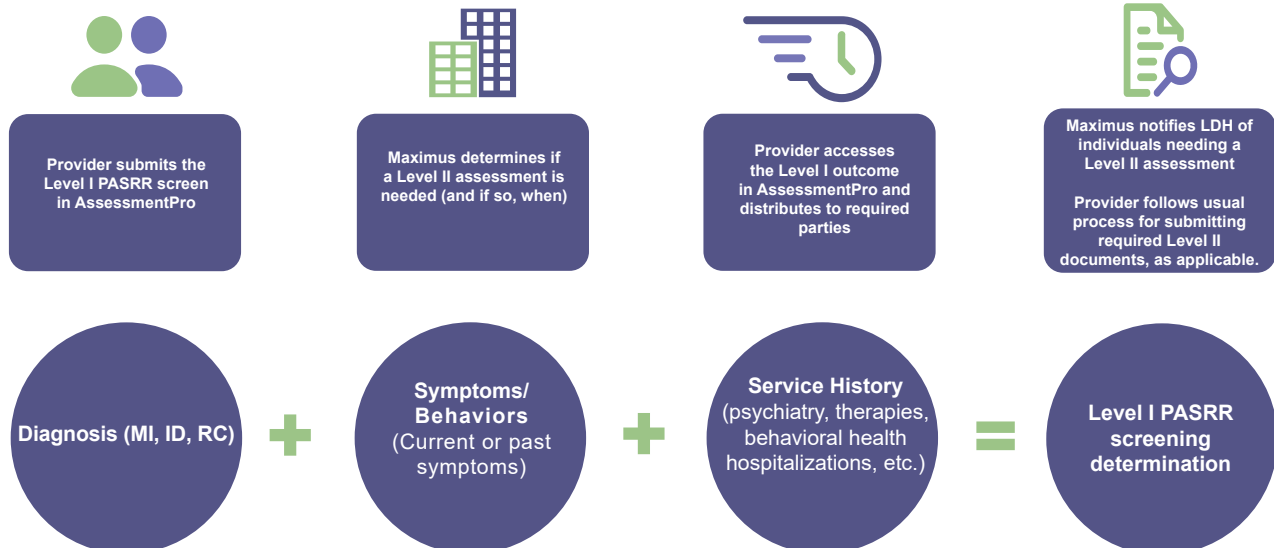 Provider submits the
Level I PASRR screen
in AssessmentPro
Maximus determines if
a Level II assessment is
needed (and if so, when)
Provider accesses
the Level I outcome
in AssessmentPro and
distributes to required
parties
Maximus notifies LDH of
individuals needing a
Level II assessment
Provider follows usual
process for submitting
required Level II
documents, as applicable.
Diagnosis (MI, ID, RC)
+
Symptoms/
Behaviors
(Current or past
symptoms)
+
Service History
(psychiatry, therapies,
behavioral health
hospitalizations, etc.)
=
Level I PASRR
screening
determination